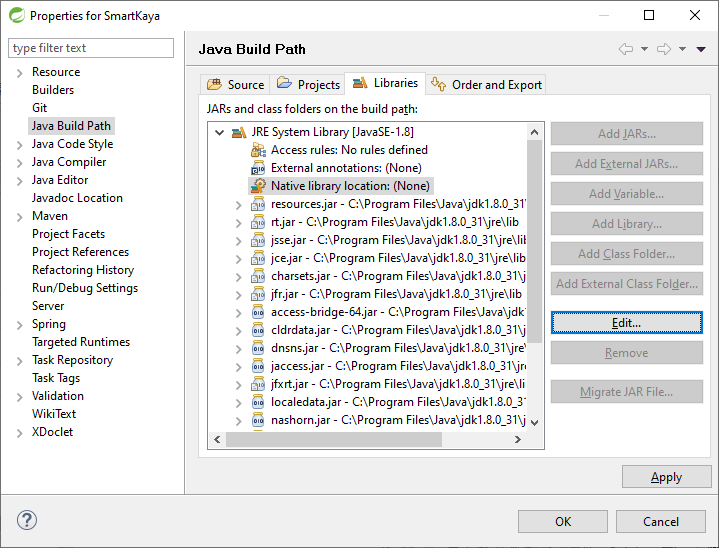 Properties for SmartKaya
type filter text
Resource
Builders
Git
Java Build Path
Java Code Style
Java Compiler
Java Editor
Javadoc Location
Maven
Project Facets
Project References
Refactoring History
Run/Debug Settings
Server
Spring
Targeted Runtimes
Task Repository
Task Tags
Validation
WikiText
XDoclet
Java Build Path
Source
Projects
Libraries
Order and Export
JARs and class folders on the build path:
JRE System Library [JavaSE-1.8]
Access rules: No rules defined
External annotations: (None)
Native library location: (None)
resources.jar - C:\Program Files\Java\jdk1.8.0_31\
rt.jar - C:\Program Files\Java\jdk1.8.0_31\jre\lib
jsse.jar - C:\Program Files\Java\jdk1.8.0_31\jre\lib
jce.jar - C:\Program Files\Java\jdk1.8.0_31\jre\lib
charsets.jar - C:\Program Files\Java\jdk1.8.0_31\j
jfr.jar - C:\Program Files\Java\jdk1.8.0_31\jre\lib
access-bridge-64.jar - C:\Program Files\Java\jdk1
cldrdata.jar - C:\Program Files\Java\jdk1.8.0_31\j
dnsns.jar - C:\Program Files\Java\jdk1.8.0_31\jre
jaccess.jar - C:\Program Files\Java\jdk1.8.0_31\jr
jfxrt.jar - C:\Program Files\Java\jdk1.8.0_31\jre\li
localedata.jar - C:\Program Files\Java\jdk1.8.0_3
nashorn.jar - C:\Program Files\Java\jdk1.8.0_31\j
Add JARs...
Add External JARs...
Add Variable...
Add Library...
Add Class Folder...
Add External Class Folder...
Edit...
Remove
Migrate JAR File...
Apply
OK
Cancel